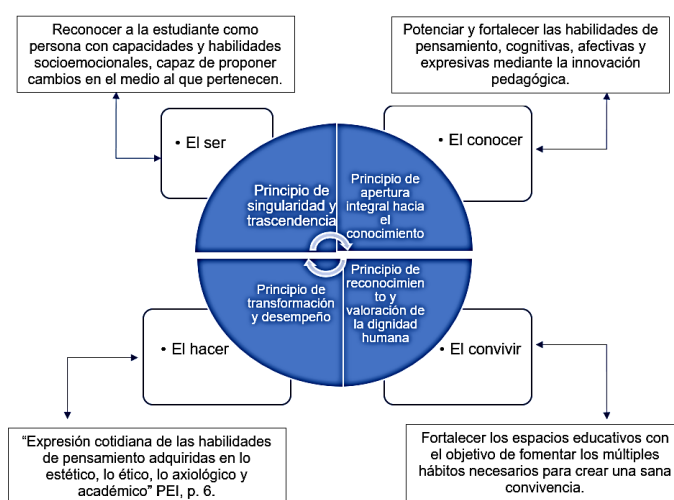 Reconocer a la estudiante como
persona con capacidades y habilidades
socioemocionales, capaz de proponer
cambios en el medio al que pertenecen.
Potenciar y fortalecer las habilidades de
pensamiento, cognitivas, afectivas y
expresivas mediante la innovación
pedagógica.
• El ser
• El conocer
Principio de
singularidad y
trascendencia
Principio de
apertura
integral hacia
el
conocimiento
Principio de
transformación
y desempeño
Principio de
reconocimien
to y
valoración de
la dignidad
humana
• El hacer
• El convivir
“Expresión cotidiana de las habilidades
de pensamiento adquiridas en lo
estético, lo ético, lo axiológico y
académico” PEI, p. 6.
Fortalecer los espacios educativos con
el objetivo de fomentar los múltiples
hábitos necesarios para crear una sana
convivencia.